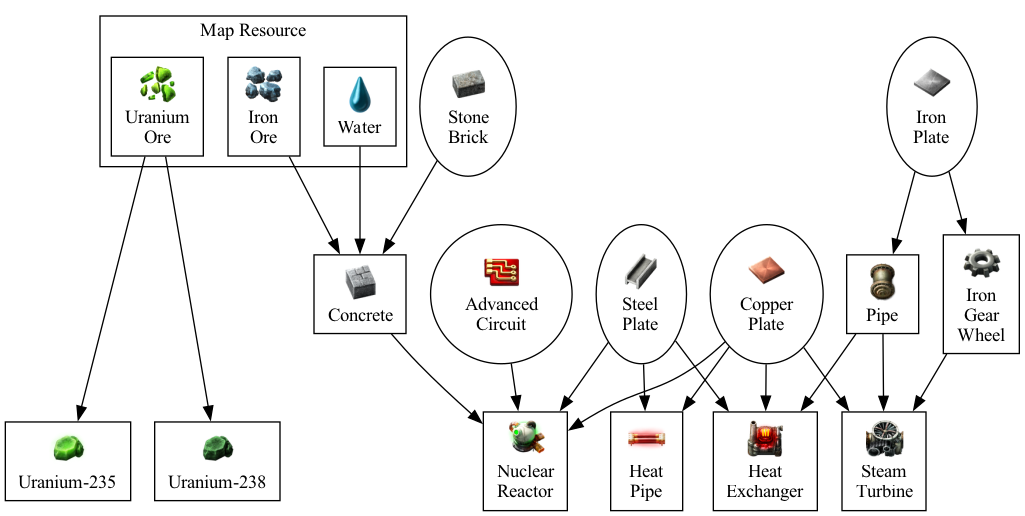 Map Resource
Uranium
Ore
Iron
Ore
Water
Stone
Brick
Iron
Plate
Concrete
Advanced
Circuit
Steel
Plate
Copper
Plate
Pipe
Iron
Gear
Wheel
Uranium-235
Uranium-238
Nuclear
Reactor
Heat
Pipe
Heat
Exchanger
Steam
Turbine